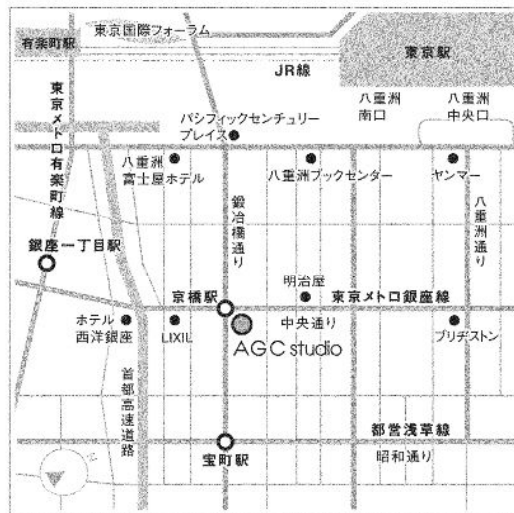 東京国際フォーラム
有楽町駅
東京駅
JR線
東京メトロ有楽町線
八重洲
南口
八重洲
中央口
パシフィックセンチュリー
プレイス
八重洲
富士屋ホテル
八重洲ブックセンター
ヤンマー
鍛冶橋通り
八重洲通り
銀座一丁目駅
京橋駅
明治屋
東京メトロ銀座線
ホテル
西洋銀座
LIXIL
中央通り
ブリヂストン
AGC studio
首都高速道路
都営浅草線
宝町駅
昭和通り
N